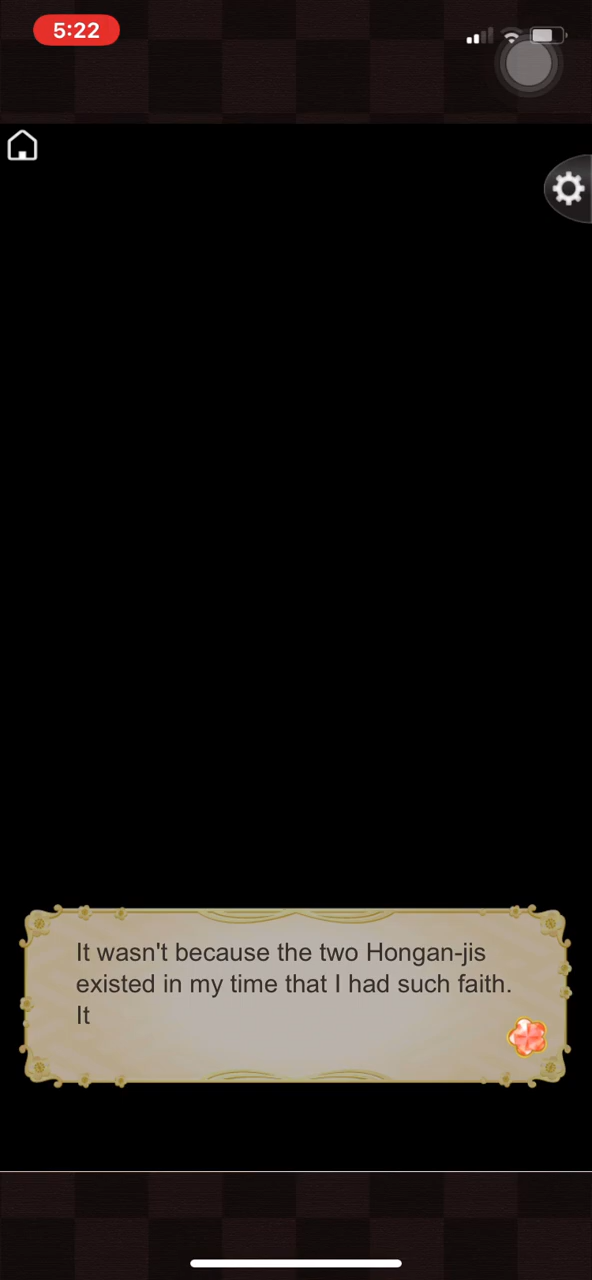 5:22
It wasn't because the two Hongan-jis
existed in my time that I had such faith.
It